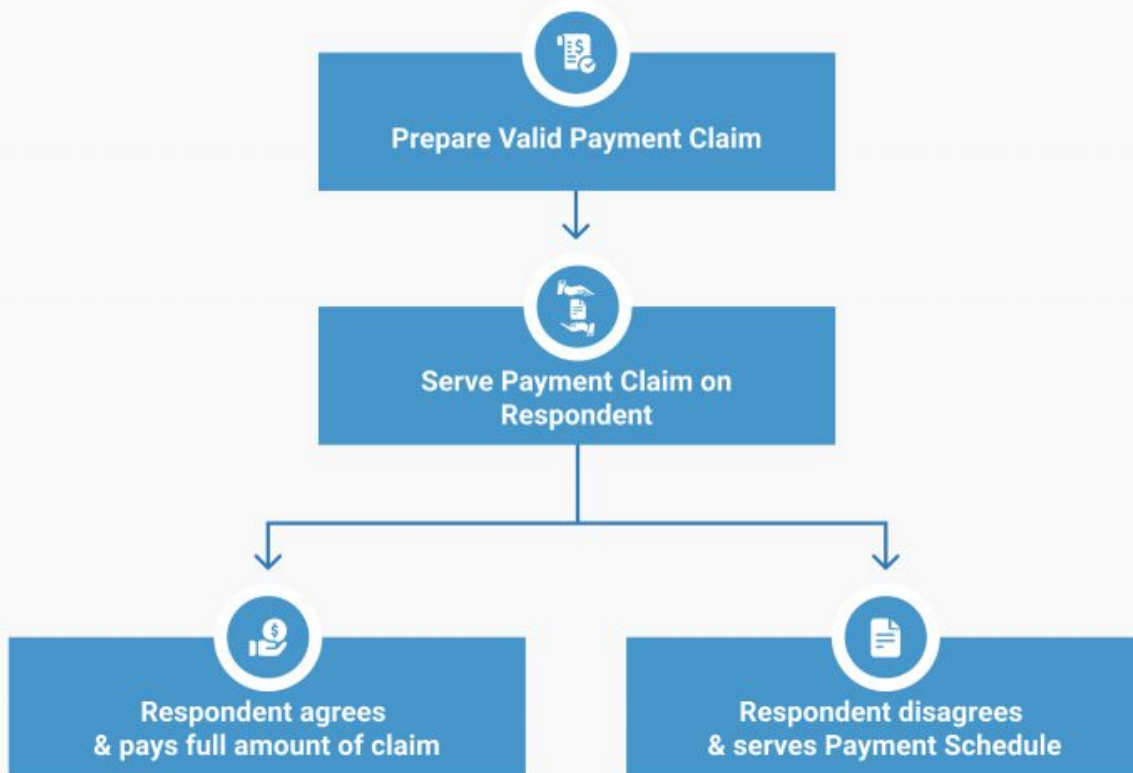 Prepare Valid Payment Claim
Serve Payment Claim on
Respondent
Respondent agrees
& pays full amount of claim
Respondent disagrees
& serves Payment Schedule